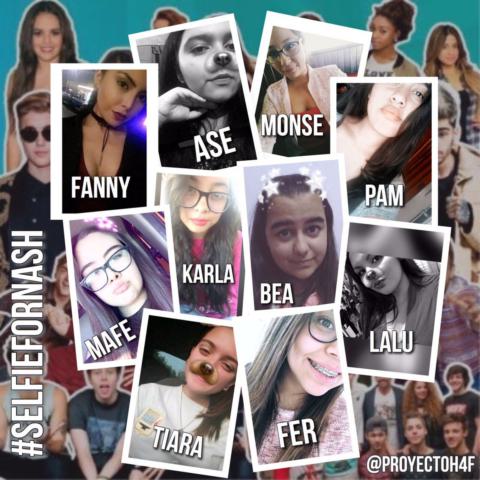 #SELFIEFORNASH
FANNY
ASE
MONSE
PAM
MAFE
KARLA
BEA
LALU
TIARA
FER
@PROYECTOH4F